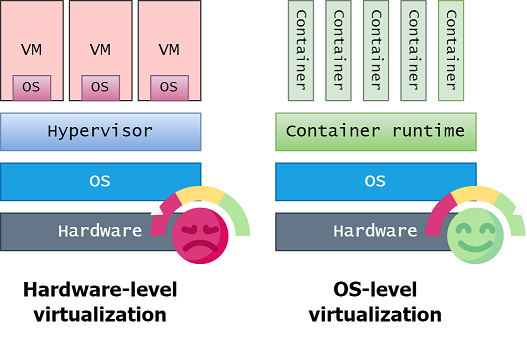 VM
VM
VM
OS
OS
OS
Hypervisor
OS
Hardware
Hardware-level
virtualization
Container
Container
Container
Container
Container
Container runtime
OS
Hardware
OS-level
virtualization